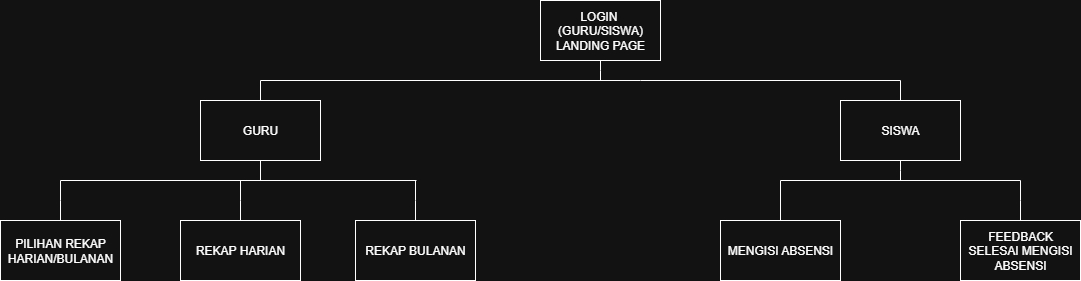 LOGIN
(GURU/SISWA)
LANDING PAGE
GURU
SISWA
PILIHAN REKAP
HARIAN/BULANAN
REKAP HARIAN
REKAP BULANAN
MENGISI ABSENSI
FEEDBACK
SELESAI MENGISI
ABSENSI